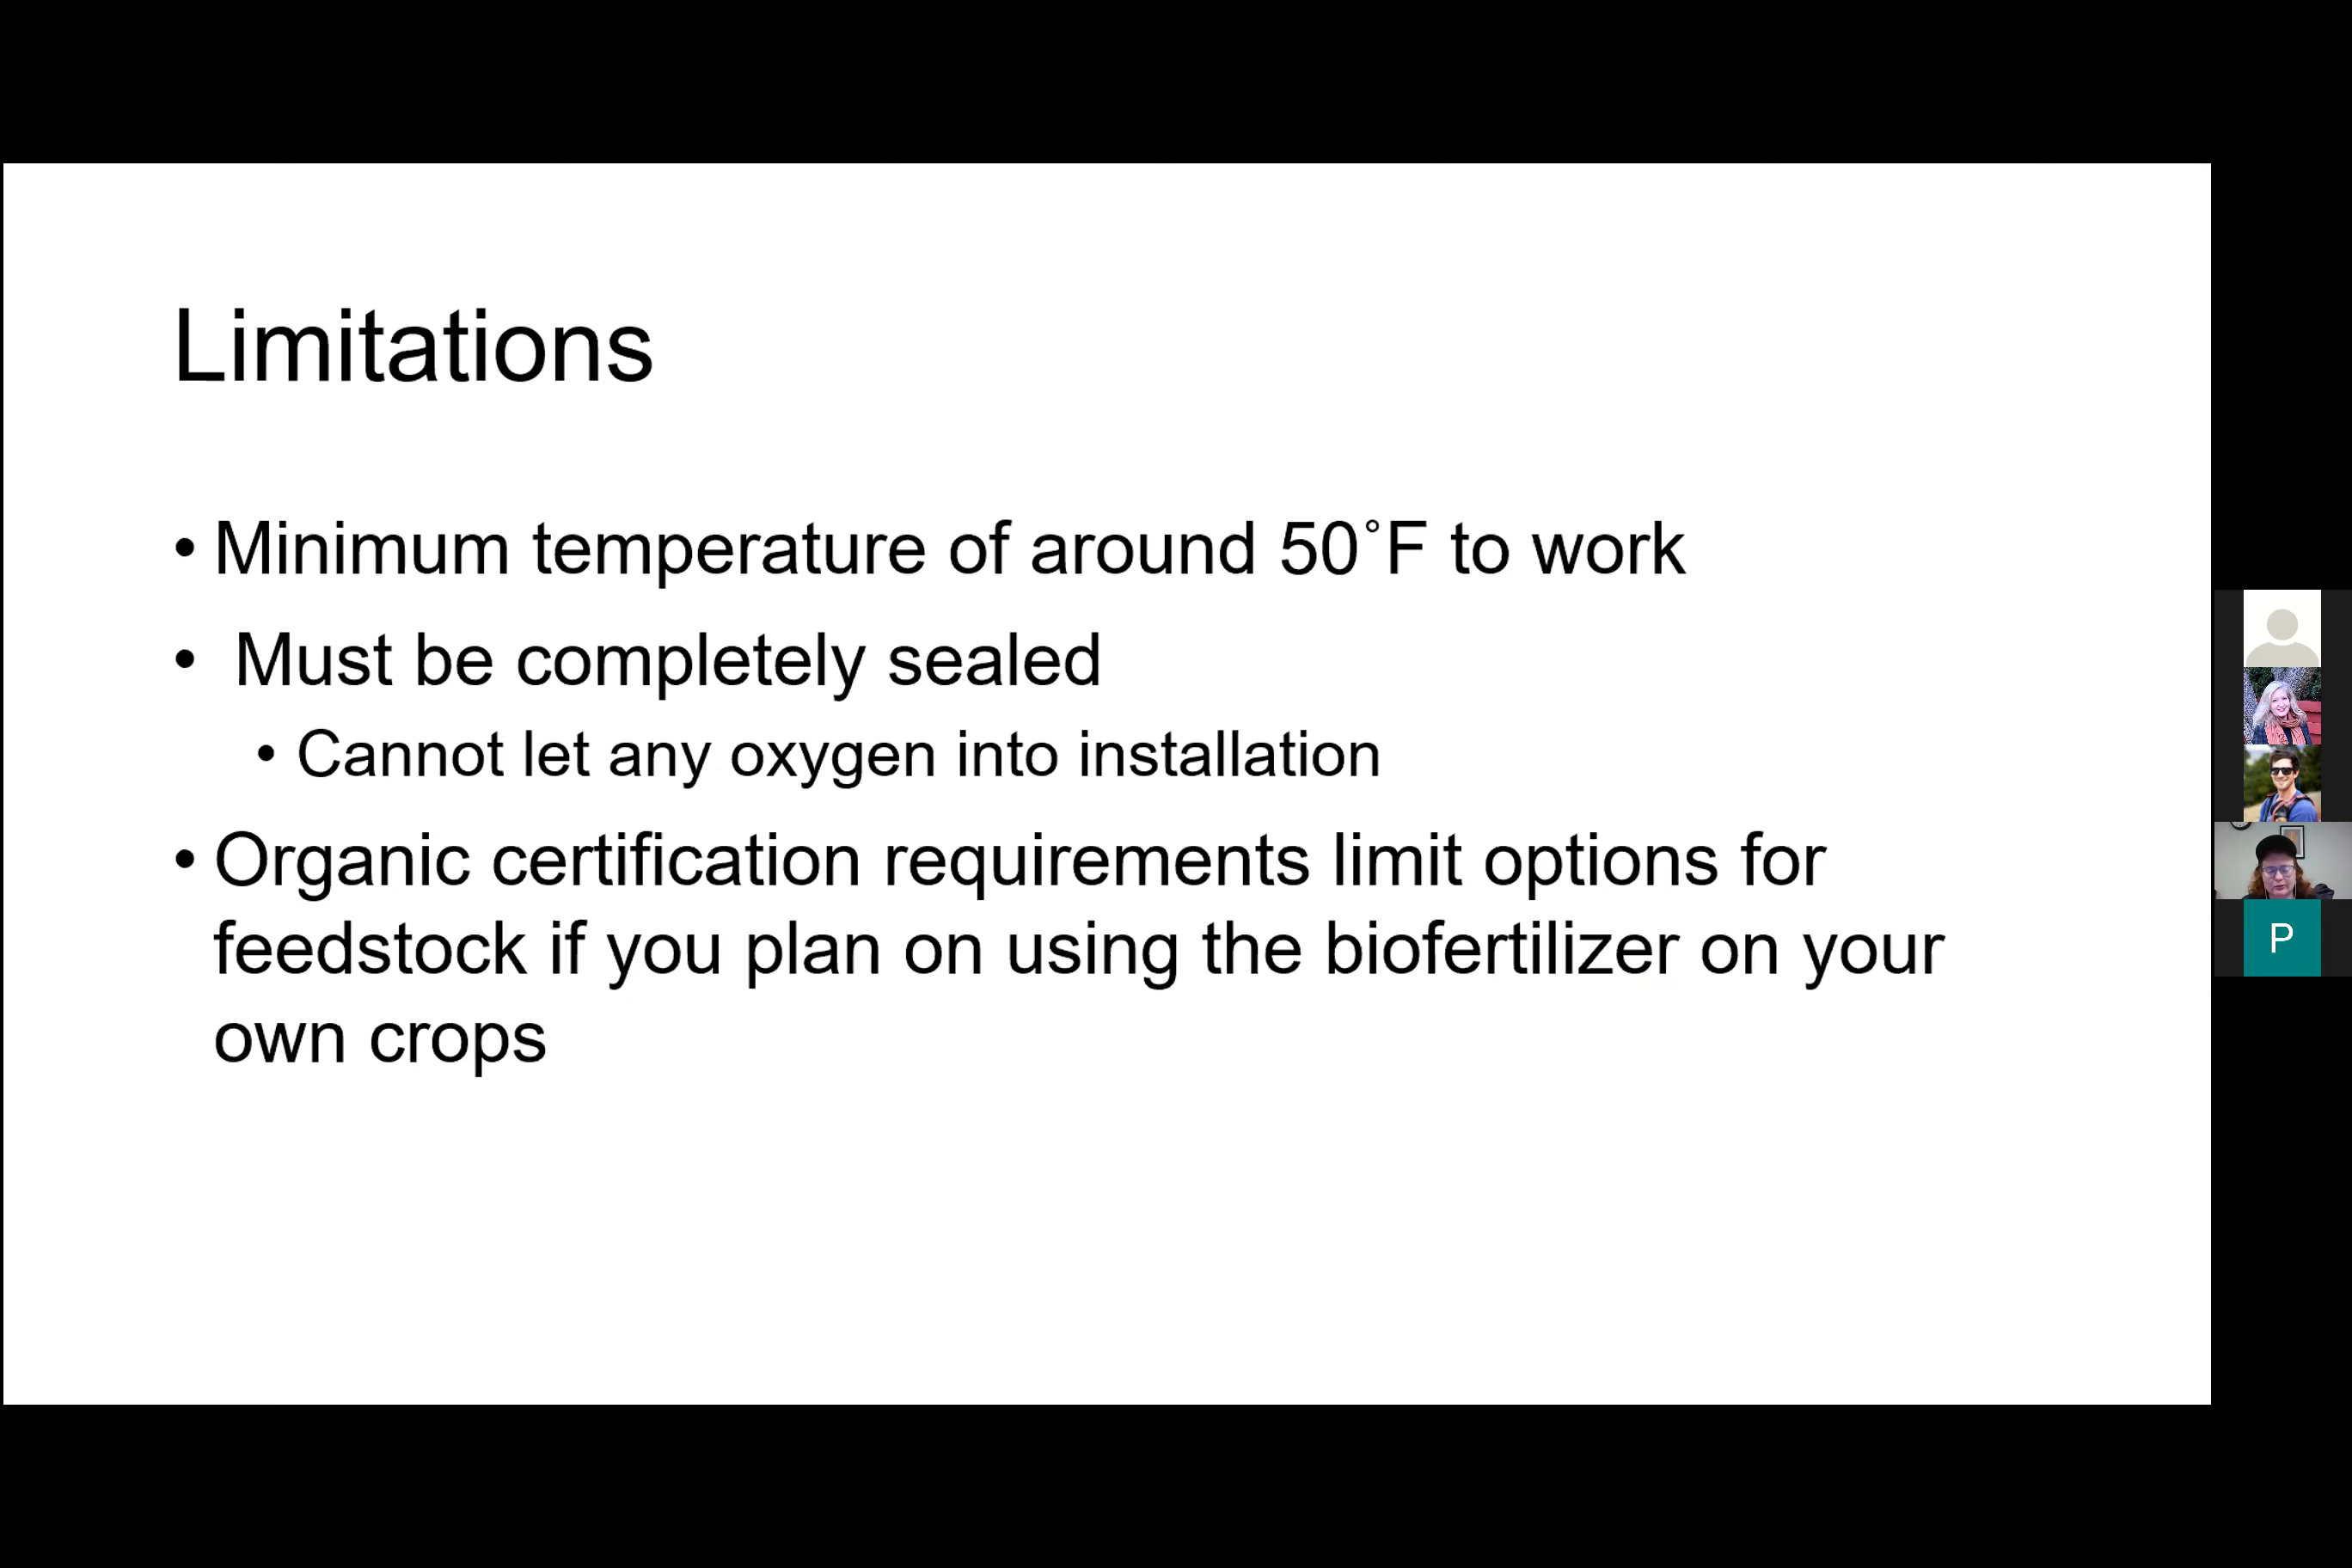 Limitations
• Minimum temperature of around 50°F to work
• Must be completely sealed
• Cannot let any oxygen into installation
• Organic certification requirements limit options for
feedstock if you plan on using the biofertilizer on your
own crops
P